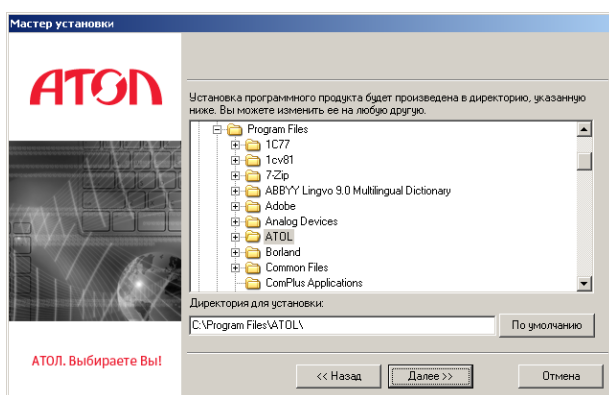 Мастер установки
АТОЛ
Установка программного продукта будет произведена в директорию, указанную
ниже. Вы можете изменить ее на любую другую.
Program Files
1C77
1cv81
7-Zip
ABBYY Lingvo 9.0 Multilingual Dictionary
Adobe
Analog Devices
ATOL
Borland
Common Files
ComPlus Applications
Директория для установки:
C:\Program Files\ATOL\
По умолчанию
АТОЛ. Выбираете Вы!
<< Назад
Далее >>
Отмена